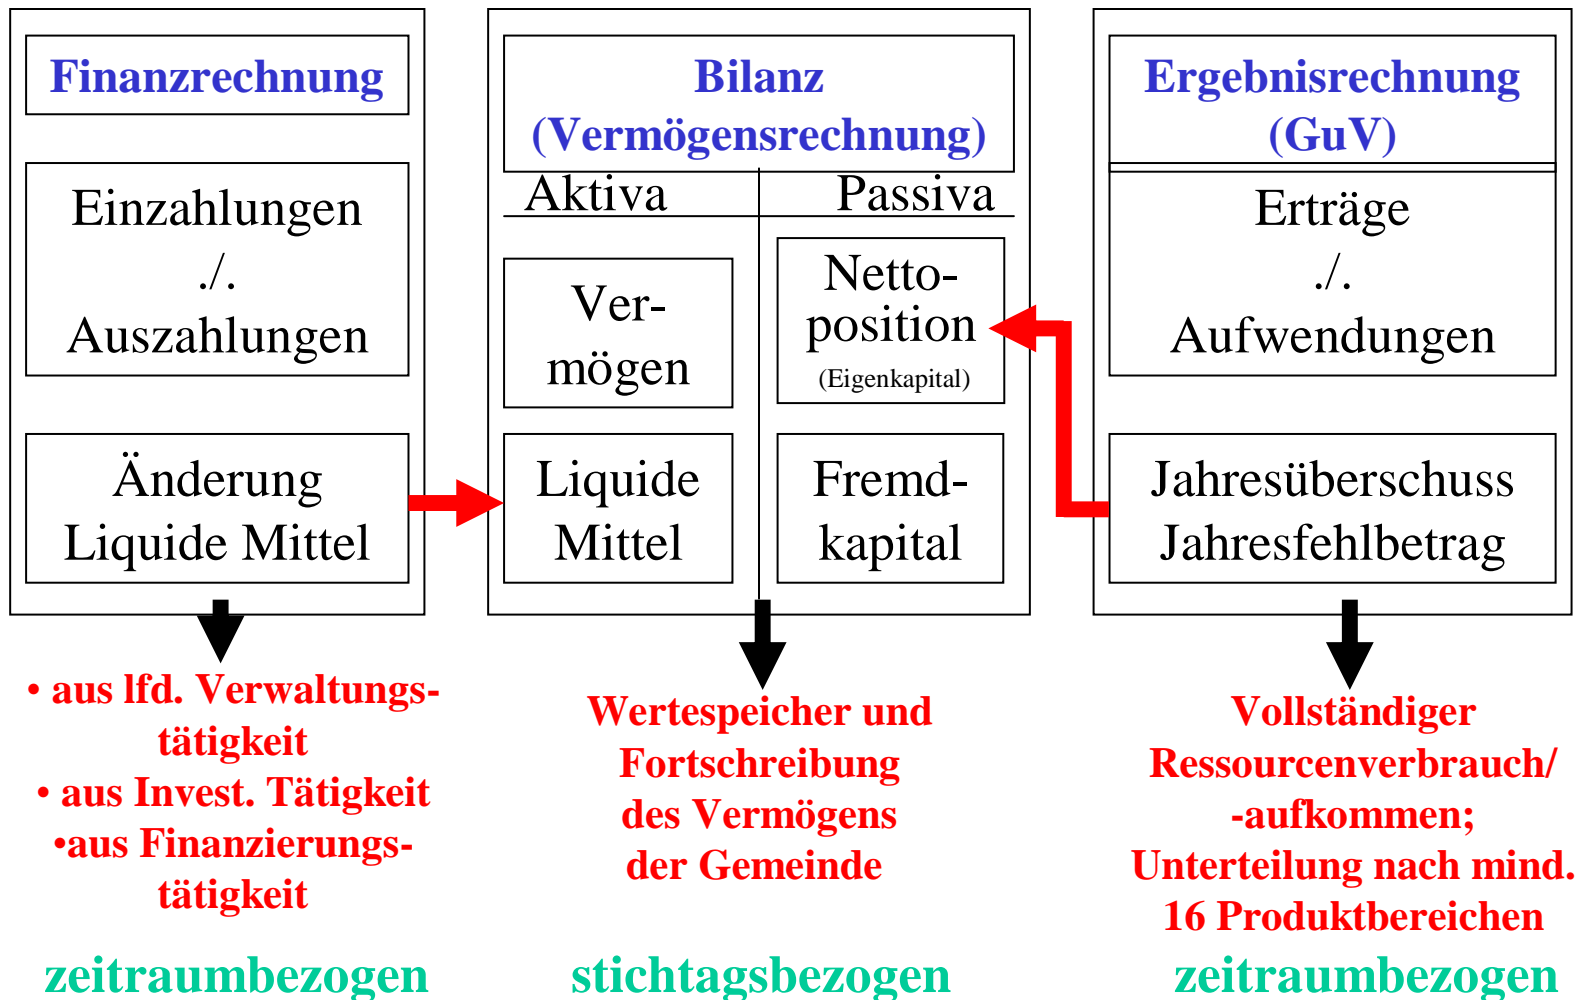 Finanzrechnung
Einzahlungen
./.
Auszahlungen
Änderung
Liquide Mittel
• aus lfd. Verwaltungs-
tätigkeit
• aus Invest. Tätigkeit
•aus Finanzierungs-
tätigkeit
zeitraumbezogen
Bilanz
(Vermögensrechnung)
Aktiva
Passiva
Ver-
mögen
Netto-
position
(Eigenkapital)
Liquide
Mittel
Fremd-
kapital
Wertespeicher und
Fortschreibung
des Vermögens
der Gemeinde
stichtagsbezogen
Ergebnisrechnung
(GuV)
Erträge
./.
Aufwendungen
Jahresüberschuss
Jahresfehlbetrag
Vollständiger
Ressourcenverbrauch/
-aufkommen;
Unterteilung nach mind.
16 Produktbereichen
zeitraumbezogen